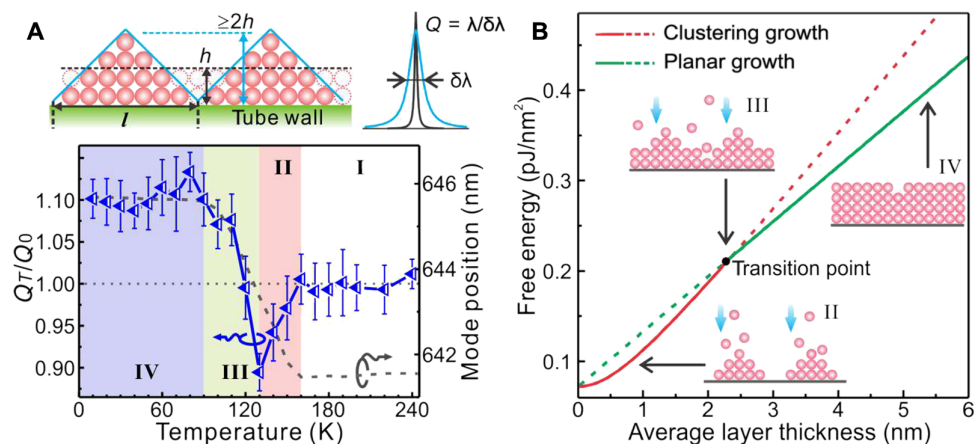 A
≥2h
h
l
Tube wall
Q = λ/δλ
δλ
IV
III
II
I
1.10
1.05
1.00
0.95
0.90
QT/Q0
646
644
642
Mode position (nm)
0
60
120
180
240
Temperature (K)
B
Clustering growth
Planar growth
III
IV
Transition point
II
0.4
0.3
0.2
0.1
Free energy (pJ/nm²)
0
1
2
3
4
5
6
Average layer thickness (nm)